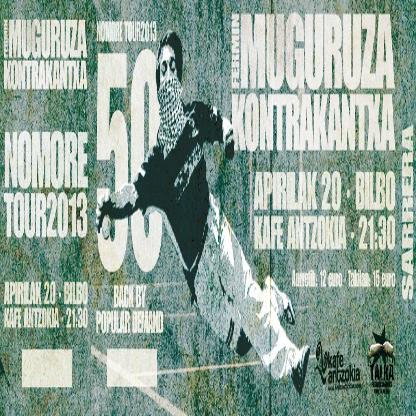 FERMIN
MUGURUZA
KONTRAKANTXA
NOMORE
TOUR2013
APIRILAK 20 · BILBO
KAFE ANTZOKIA · 21:30
NOMORE TOUR2013
50
BACK BY
POPULAR DEMAND
FERMIN
MUGURUZA
KONTRAKANTXA
APIRILAK 20 · BILBO
KAFE ANTZOKIA · 21:30
Aurretik: 12 euro · Takilan: 15 euro
kafe
antzokia
TALKA
SARRERA